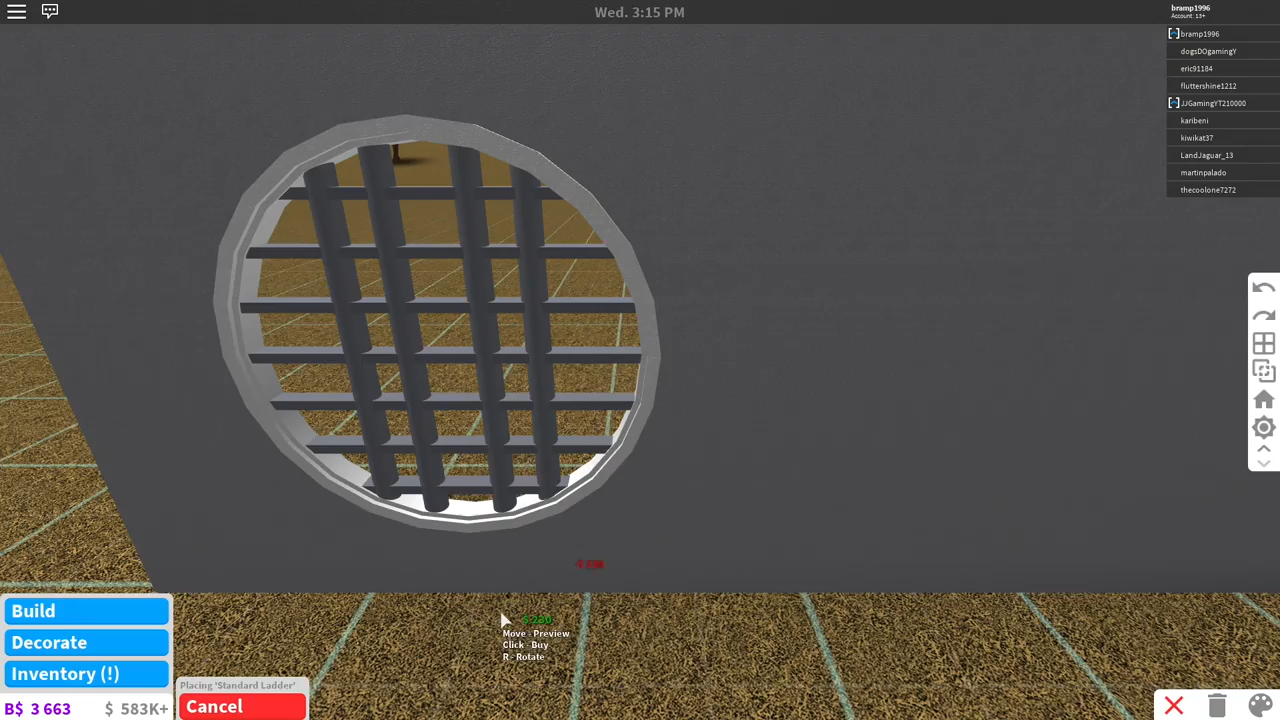 Wed. 3:15 PM
bramp1996
Account: 13+
bramp1996
dogsDOgamingY
eric91184
fluttershine1212
JJGamingYT210000
karibeni
kiwikat37
LandJaguar_13
martinpalado
thecoolone7272
$ 230
Move - Preview
Click - Buy
R - Rotate
Build
Decorate
Inventory (!)
Placing 'Standard Ladder'
Cancel
B$ 3 663
$ 583K+